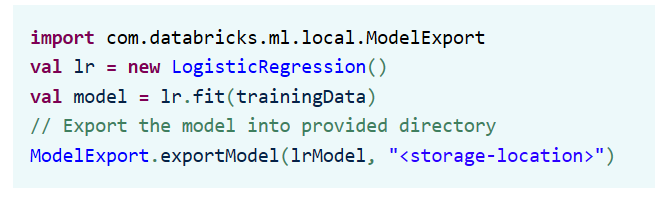 import com.databricks.ml.local.ModelExport
val lr = new LogisticRegression()
val model = lr.fit(trainingData)
// Export the model into provided directory
ModelExport.exportModel(lrModel, "<storage-location>")